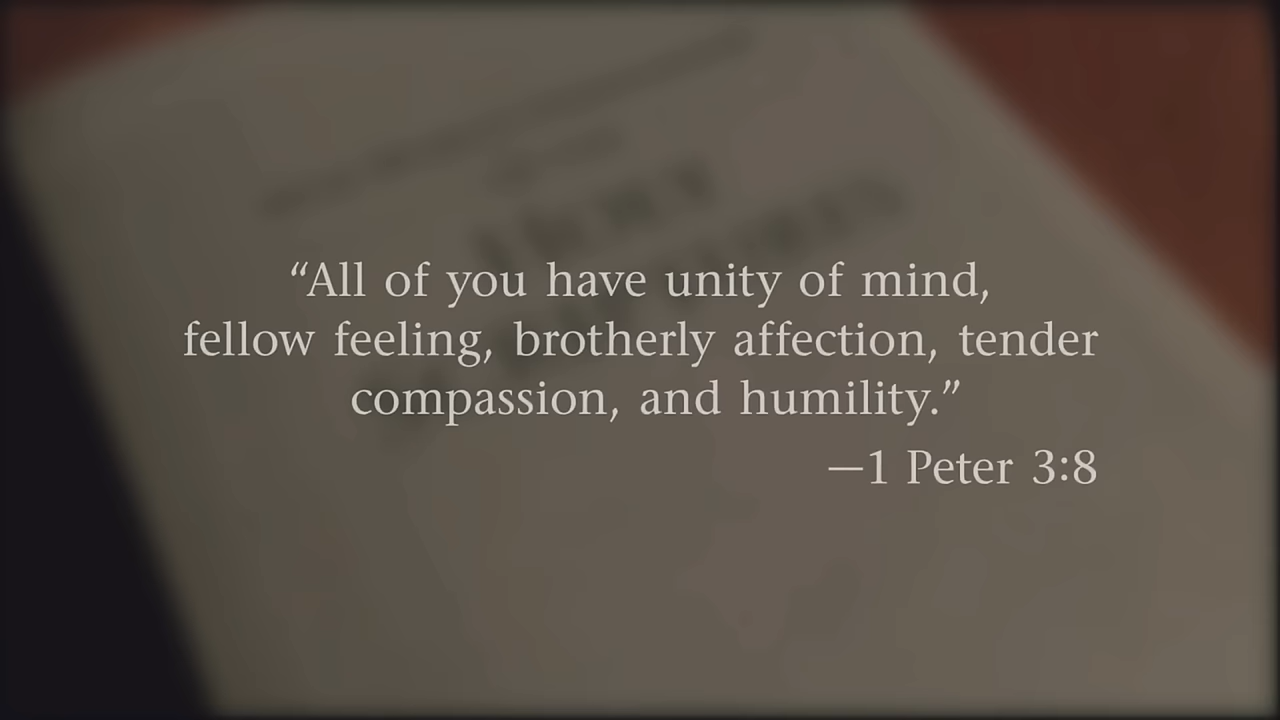 “All of you have unity of mind,
fellow feeling, brotherly affection, tender
compassion, and humility.”
—1 Peter 3:8